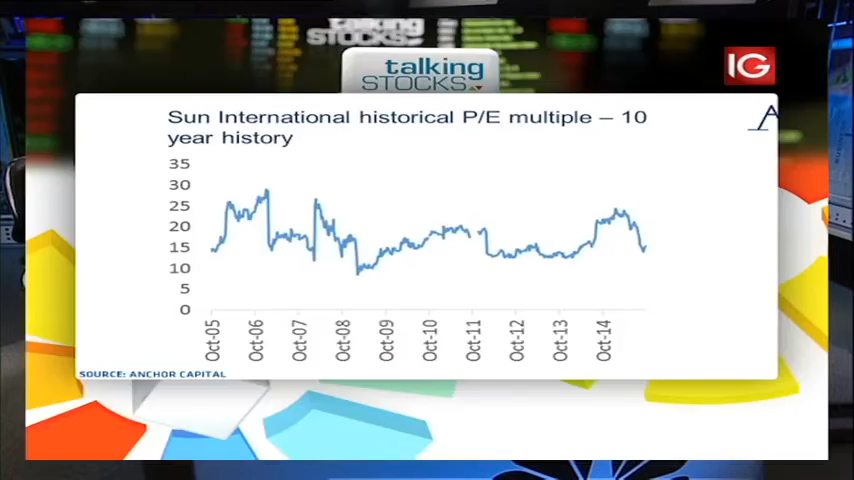 talking
STOCKS
IG
talking
STOCKS
Sun International historical P/E multiple – 10
year history
A
35
30
25
20
15
10
5
0
Oct-05
Oct-06
Oct-07
Oct-08
Oct-09
Oct-10
Oct-11
Oct-12
Oct-13
Oct-14
SOURCE: ANCHOR CAPITAL